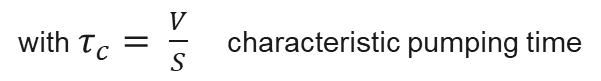 with τ_c = V/S characteristic pumping time